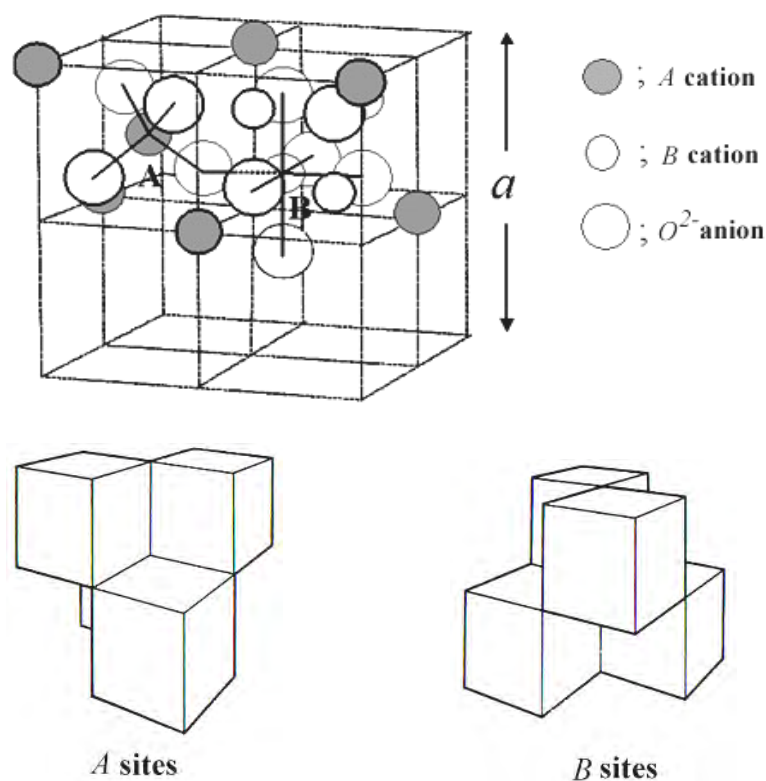 ; A cation
A
a
; B cation
B
; O²⁻ anion
A sites
B sites